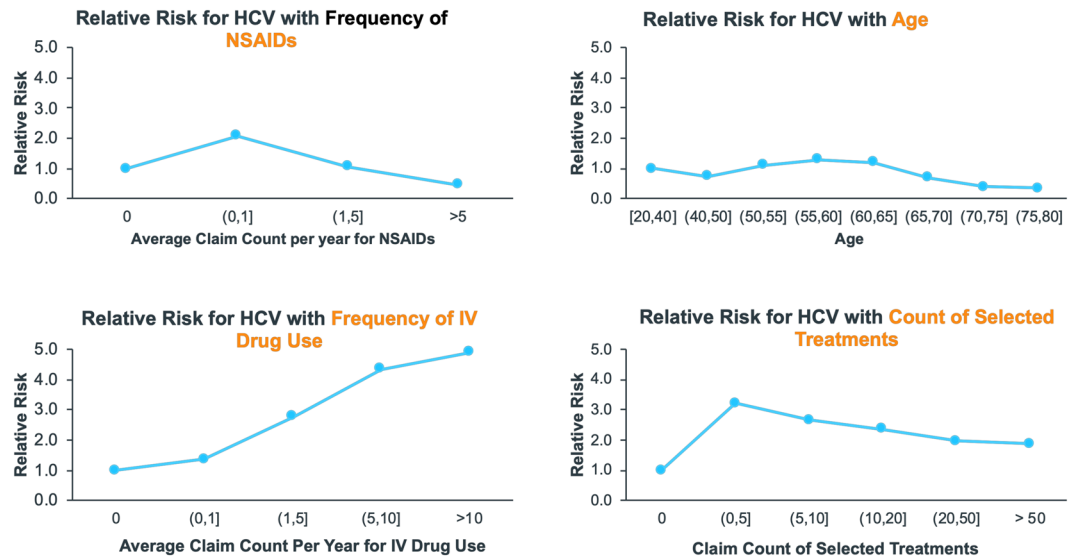 Relative Risk for HCV with Frequency of
NSAIDs
Relative Risk
5.0
4.0
3.0
2.0
1.0
0.0
0 (0,1] (1,5] >5
Average Claim Count per year for NSAIDs
Relative Risk for HCV with Age
Relative Risk
5.0
4.0
3.0
2.0
1.0
0.0
[20,40] (40,50] (50,55] (55,60] (60,65] (65,70] (70,75] (75,80]
Age
Relative Risk for HCV with Frequency of IV
Drug Use
Relative Risk
5.0
4.0
3.0
2.0
1.0
0.0
0 (0,1] (1,5] (5,10] >10
Average Claim Count Per Year for IV Drug Use
Relative Risk for HCV with Count of Selected
Treatments
Relative Risk
5.0
4.0
3.0
2.0
1.0
0.0
0 (0,5] (5,10] (10,20] (20,50] > 50
Claim Count of Selected Treatments